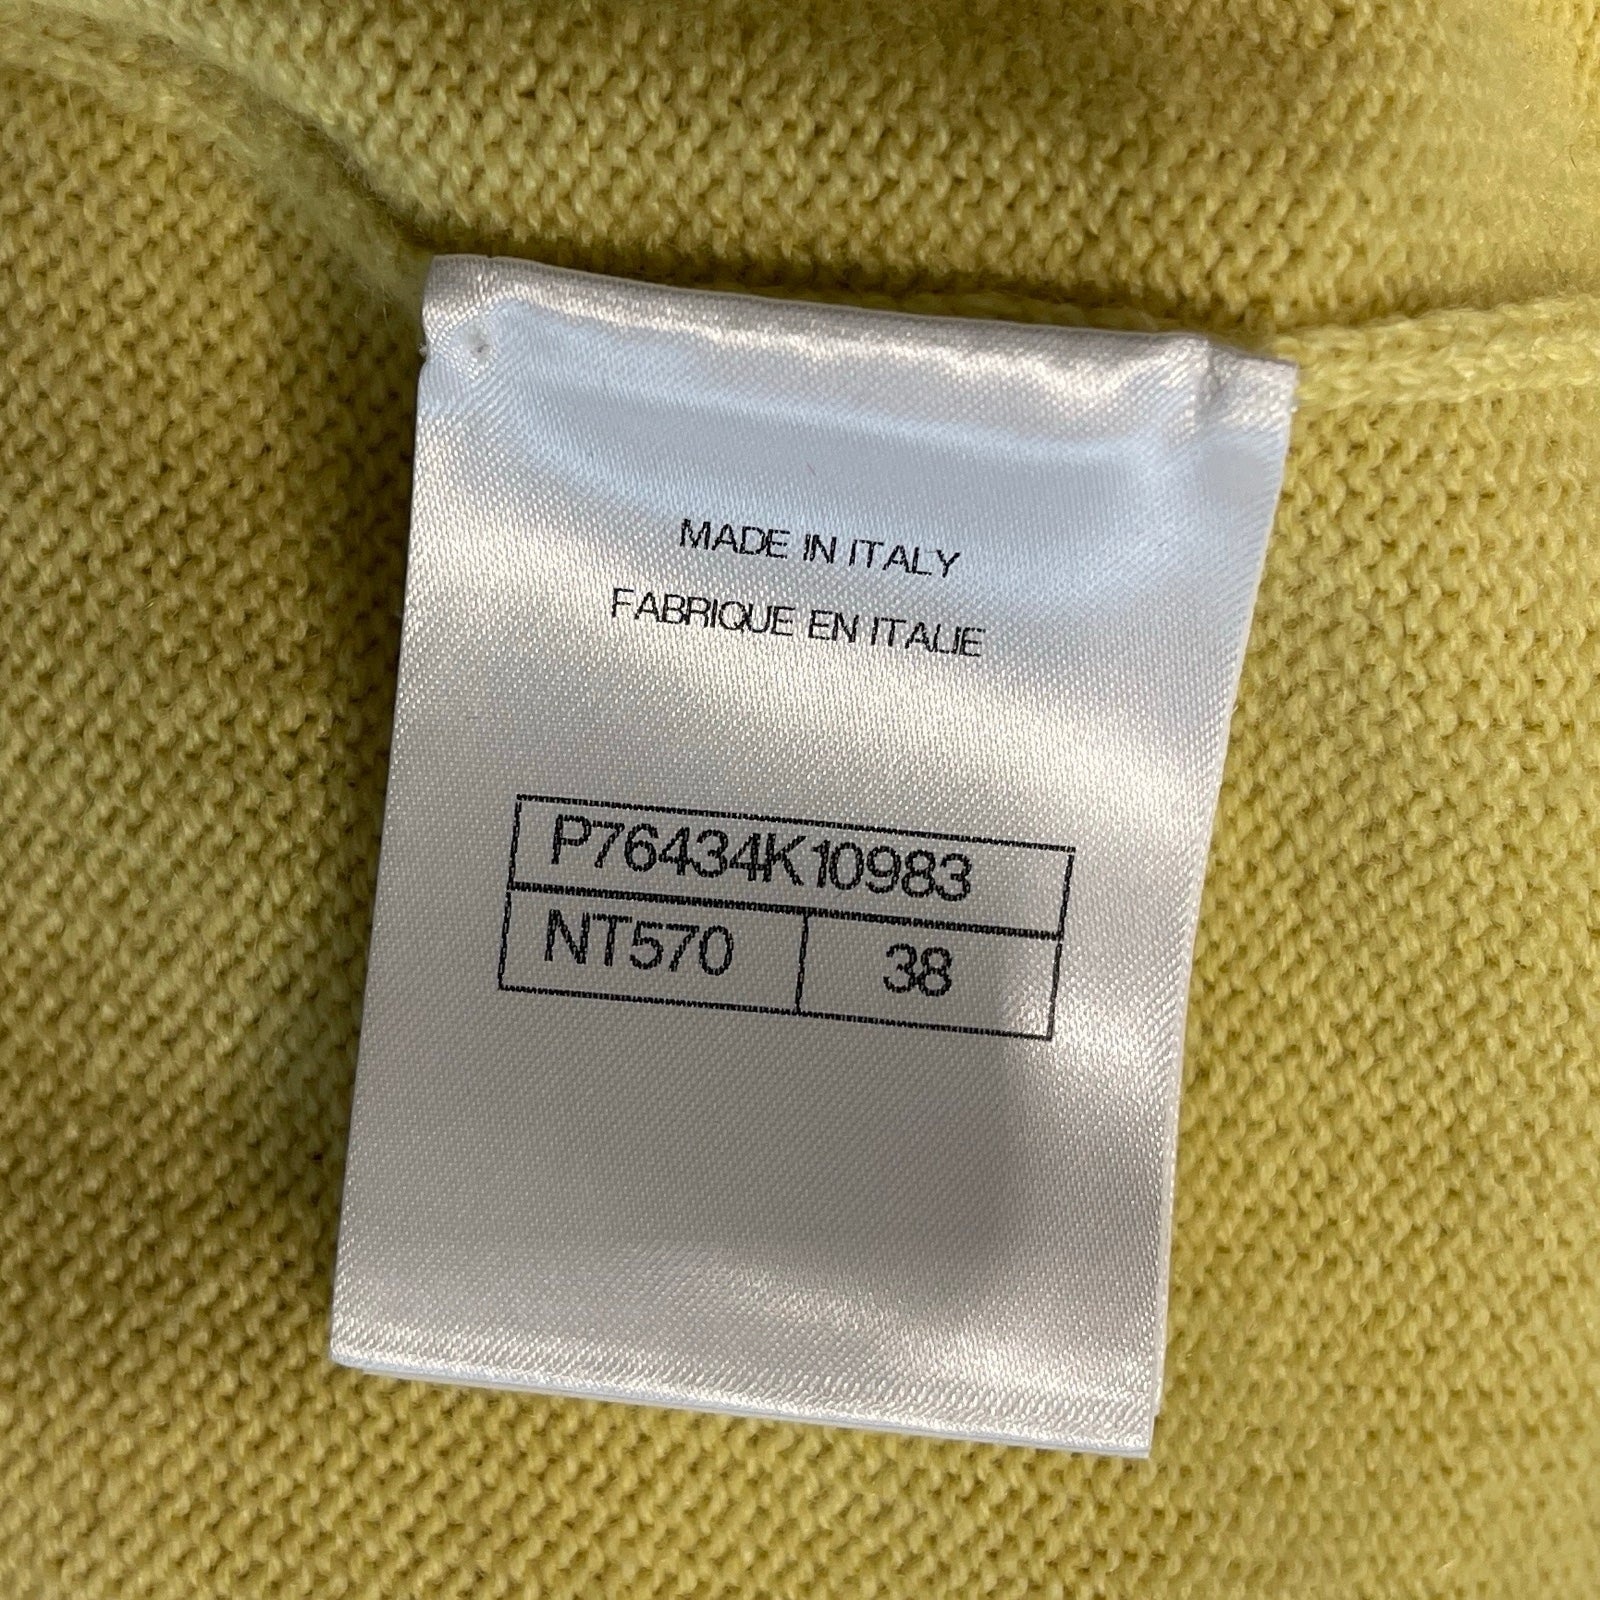 MADE IN ITALY
FABRIQUE EN ITALIE
P76434K10983
NT570 38